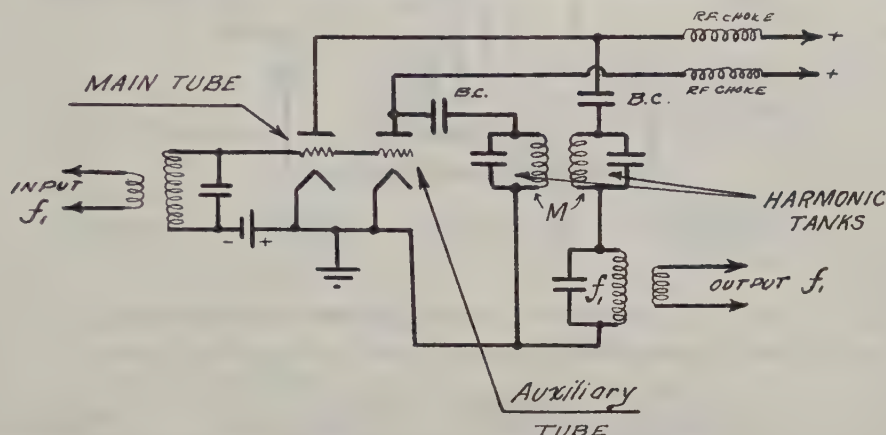 RF. CHOKE
+
MAIN TUBE
B.C.
RF CHOKE
+
B.C.
INPUT
f₁
M
HARMONIC
TANKS
- +
f₁
OUTPUT f₁
Auxiliary
TUBE